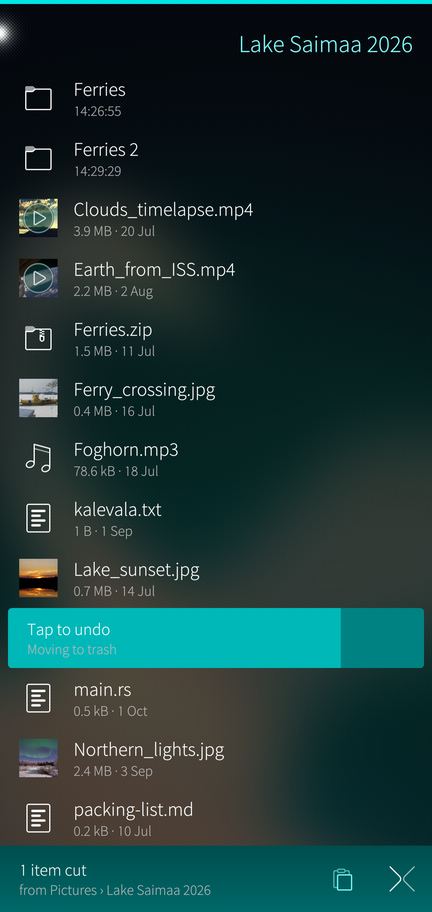 Lake Saimaa 2026
Ferries
14:26:55
Ferries 2
14:29:29
Clouds_timelapse.mp4
3.9 MB · 20 Jul
Earth_from_ISS.mp4
2.2 MB · 2 Aug
Ferries.zip
1.5 MB · 11 Jul
Ferry_crossing.jpg
0.4 MB · 16 Jul
Foghorn.mp3
78.6 kB · 18 Jul
kalevala.txt
1 B · 1 Sep
Lake_sunset.jpg
0.7 MB · 14 Jul
Tap to undo
Moving to trash
main.rs
0.5 kB · 1 Oct
Northern_lights.jpg
2.4 MB · 3 Sep
packing-list.md
0.2 kB · 10 Jul
1 item cut
from Pictures › Lake Saimaa 2026